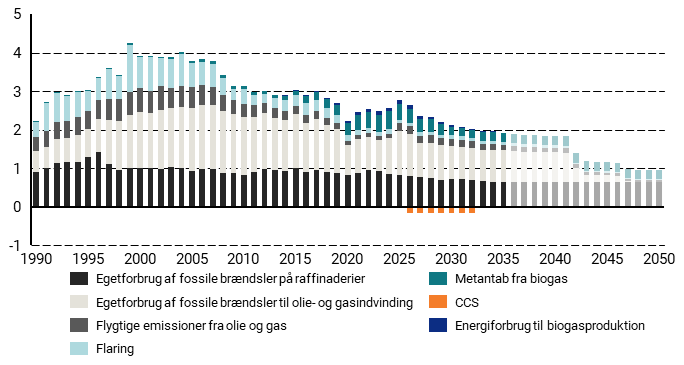 5
4
3
2
1
0
-1
1990 1995 2000 2005 2010 2015 2020 2025 2030 2035 2040 2045 2050
Egetforbrug af fossile brændsler på raffinaderier
Egetforbrug af fossile brændsler til olie- og gasindvinding
Flygtige emissioner fra olie og gas
Flaring
Metantab fra biogas
CCS
Energiforbrug til biogasproduktion